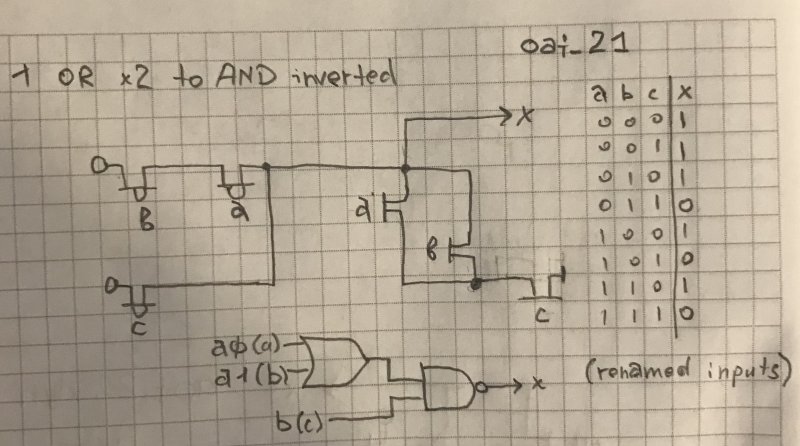 oai_21
1 OR x2 to AND inverted
a b c x
0 0 0 1
0 0 1 1
0 1 0 1
0 1 1 0
1 0 0 1
1 0 1 0
1 1 0 1
1 1 1 0
x
B a
a
B
C
C
a0(a)
a1(b)
b(c)
x
(renamed inputs)